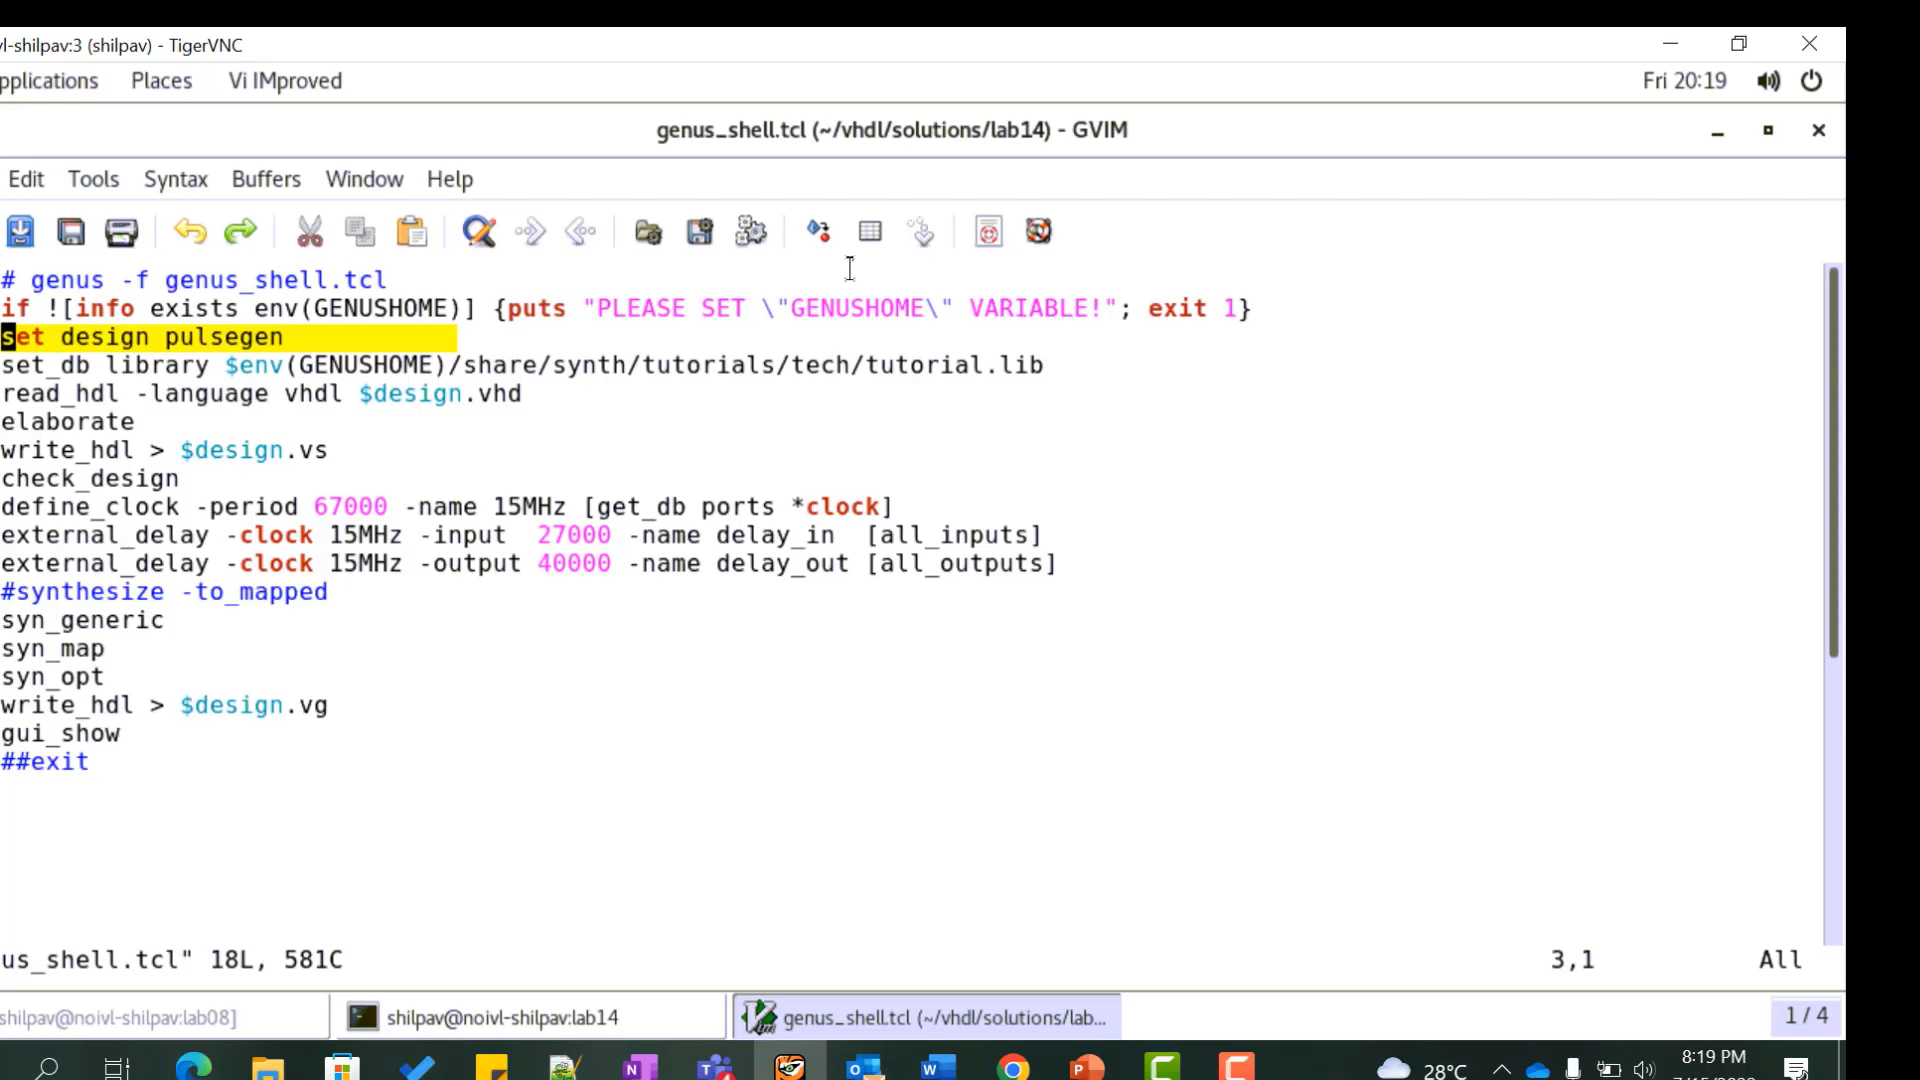 vl-shilpav:3 (shilpav) - TigerVNC
pplications Places Vi IMproved Fri 20:19
genus_shell.tcl (~/vhdl/solutions/lab14) - GVIM
Edit Tools Syntax Buffers Window Help
# genus -f genus_shell.tcl
if ![info exists env(GENUSHOME)] {puts "PLEASE SET \"GENUSHOME\" VARIABLE!"; exit 1}
set design pulsegen
set_db library $env(GENUSHOME)/share/synth/tutorials/tech/tutorial.lib
read_hdl -language vhdl $design.vhd
elaborate
write_hdl > $design.vs
check_design
define_clock -period 67000 -name 15MHz [get_db ports *clock]
external_delay -clock 15MHz -input  27000 -name delay_in  [all_inputs]
external_delay -clock 15MHz -output 40000 -name delay_out [all_outputs]
#synthesize -to_mapped
syn_generic
syn_map
syn_opt
write_hdl > $design.vg
gui_show
##exit
us_shell.tcl" 18L, 581C 3,1 All
shilpav@noivl-shilpav:lab08] shilpav@noivl-shilpav:lab14 genus_shell.tcl (~/vhdl/solutions/lab... 1 / 4
28°C 8:19 PM